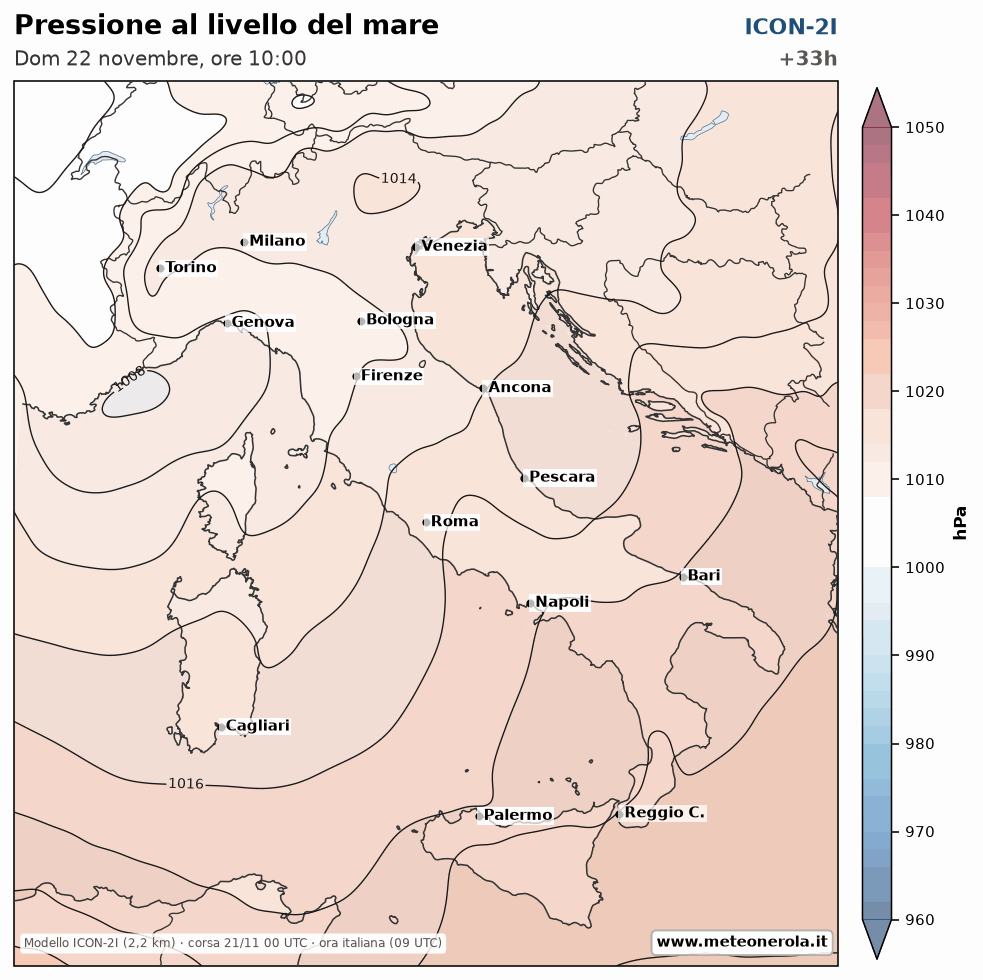 Pressione al livello del mare
ICON-2I
Dom 22 novembre, ore 10:00
+33h
1050
1014
Milano
Venezia
1040
Torino
Genova
Bologna
1030
1008
Firenze
Ancona
1020
Pescara
1010
Roma
hPa
Bari
1000
Napoli
990
Cagliari
980
1016
Palermo
Reggio C.
970
Modello ICON-2I (2,2 km) · corsa 21/11 00 UTC · ora italiana (09 UTC)
www.meteonerola.it
960